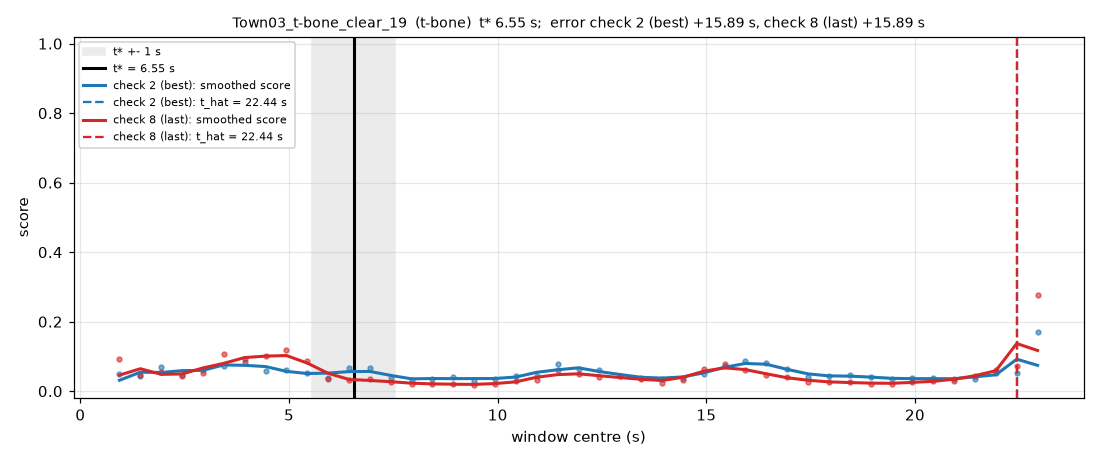 Town03_t-bone_clear_19  (t-bone)  t* 6.55 s;  error check 2 (best) +15.89 s, check 8 (last) +15.89 s
t* +- 1 s
t* = 6.55 s
check 2 (best): smoothed score
check 2 (best): t_hat = 22.44 s
check 8 (last): smoothed score
check 8 (last): t_hat = 22.44 s
score
1.0
0.8
0.6
0.4
0.2
0.0
0 5 10 15 20
window centre (s)